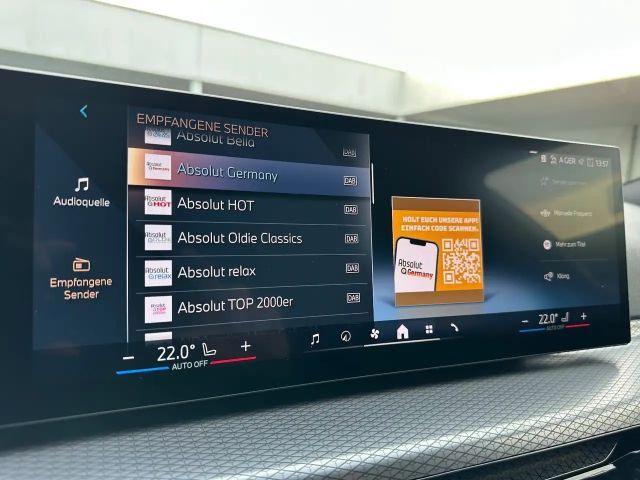 EMPFANGENE SENDER
Absolut Bella
DAB
Absolut Germany
DAB
Absolut HOT
DAB
Absolut Oldie Classics
DAB
Absolut relax
DAB
Absolut TOP 2000er
DAB
Audioquelle
Empfangene
Sender
HOLT EUCH UNSERE APP!
EINFACH CODE SCANNEN.
Absolut
Germany
A GER
13:57
Manuelle Frequenz
Mehr zum Titel
Klang
- 22.0° +
AUTO OFF
- 22.0° +
AUTO OFF